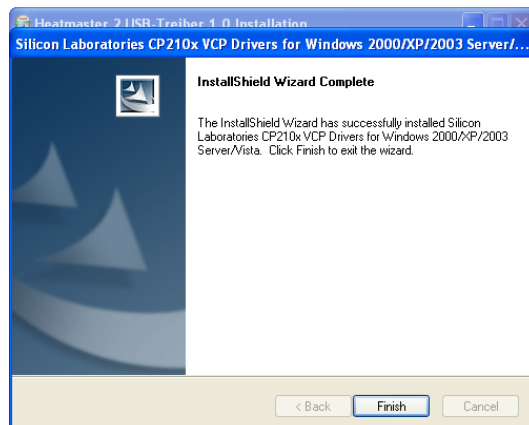 Heatmaster 2 USB-Treiber 1.0 Installation
Silicon Laboratories CP210x VCP Drivers for Windows 2000/XP/2003 Server/...
InstallShield Wizard Complete
The InstallShield Wizard has successfully installed Silicon
Laboratories CP210x VCP Drivers for Windows 2000/XP/2003
Server/Vista. Click Finish to exit the wizard.
< Back
Finish
Cancel